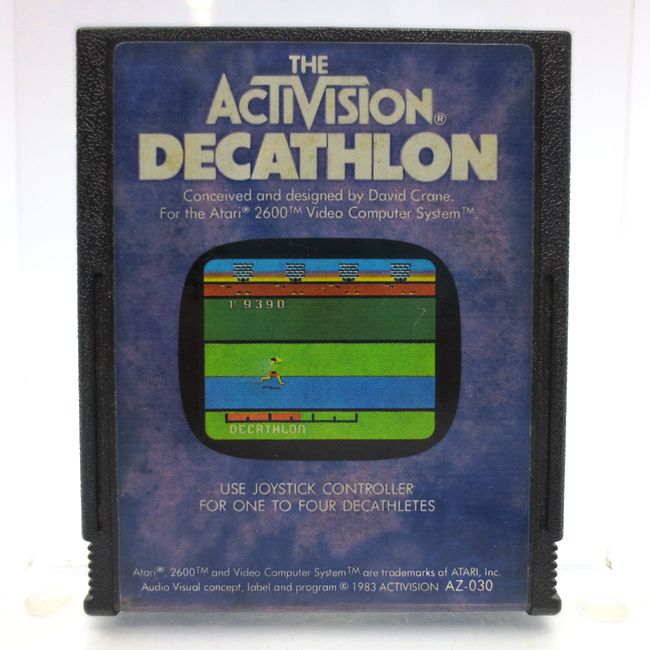 THE
ACTIVISION®
DECATHLON
Conceived and designed by David Crane.
For the Atari® 2600™ Video Computer System™.
1 9390
DECATHLON
USE JOYSTICK CONTROLLER
FOR ONE TO FOUR DECATHLETES
Atari®, 2600™ and Video Computer System™ are trademarks of ATARI, Inc.
Audio Visual concept, label and program © 1983 ACTIVISION AZ-030